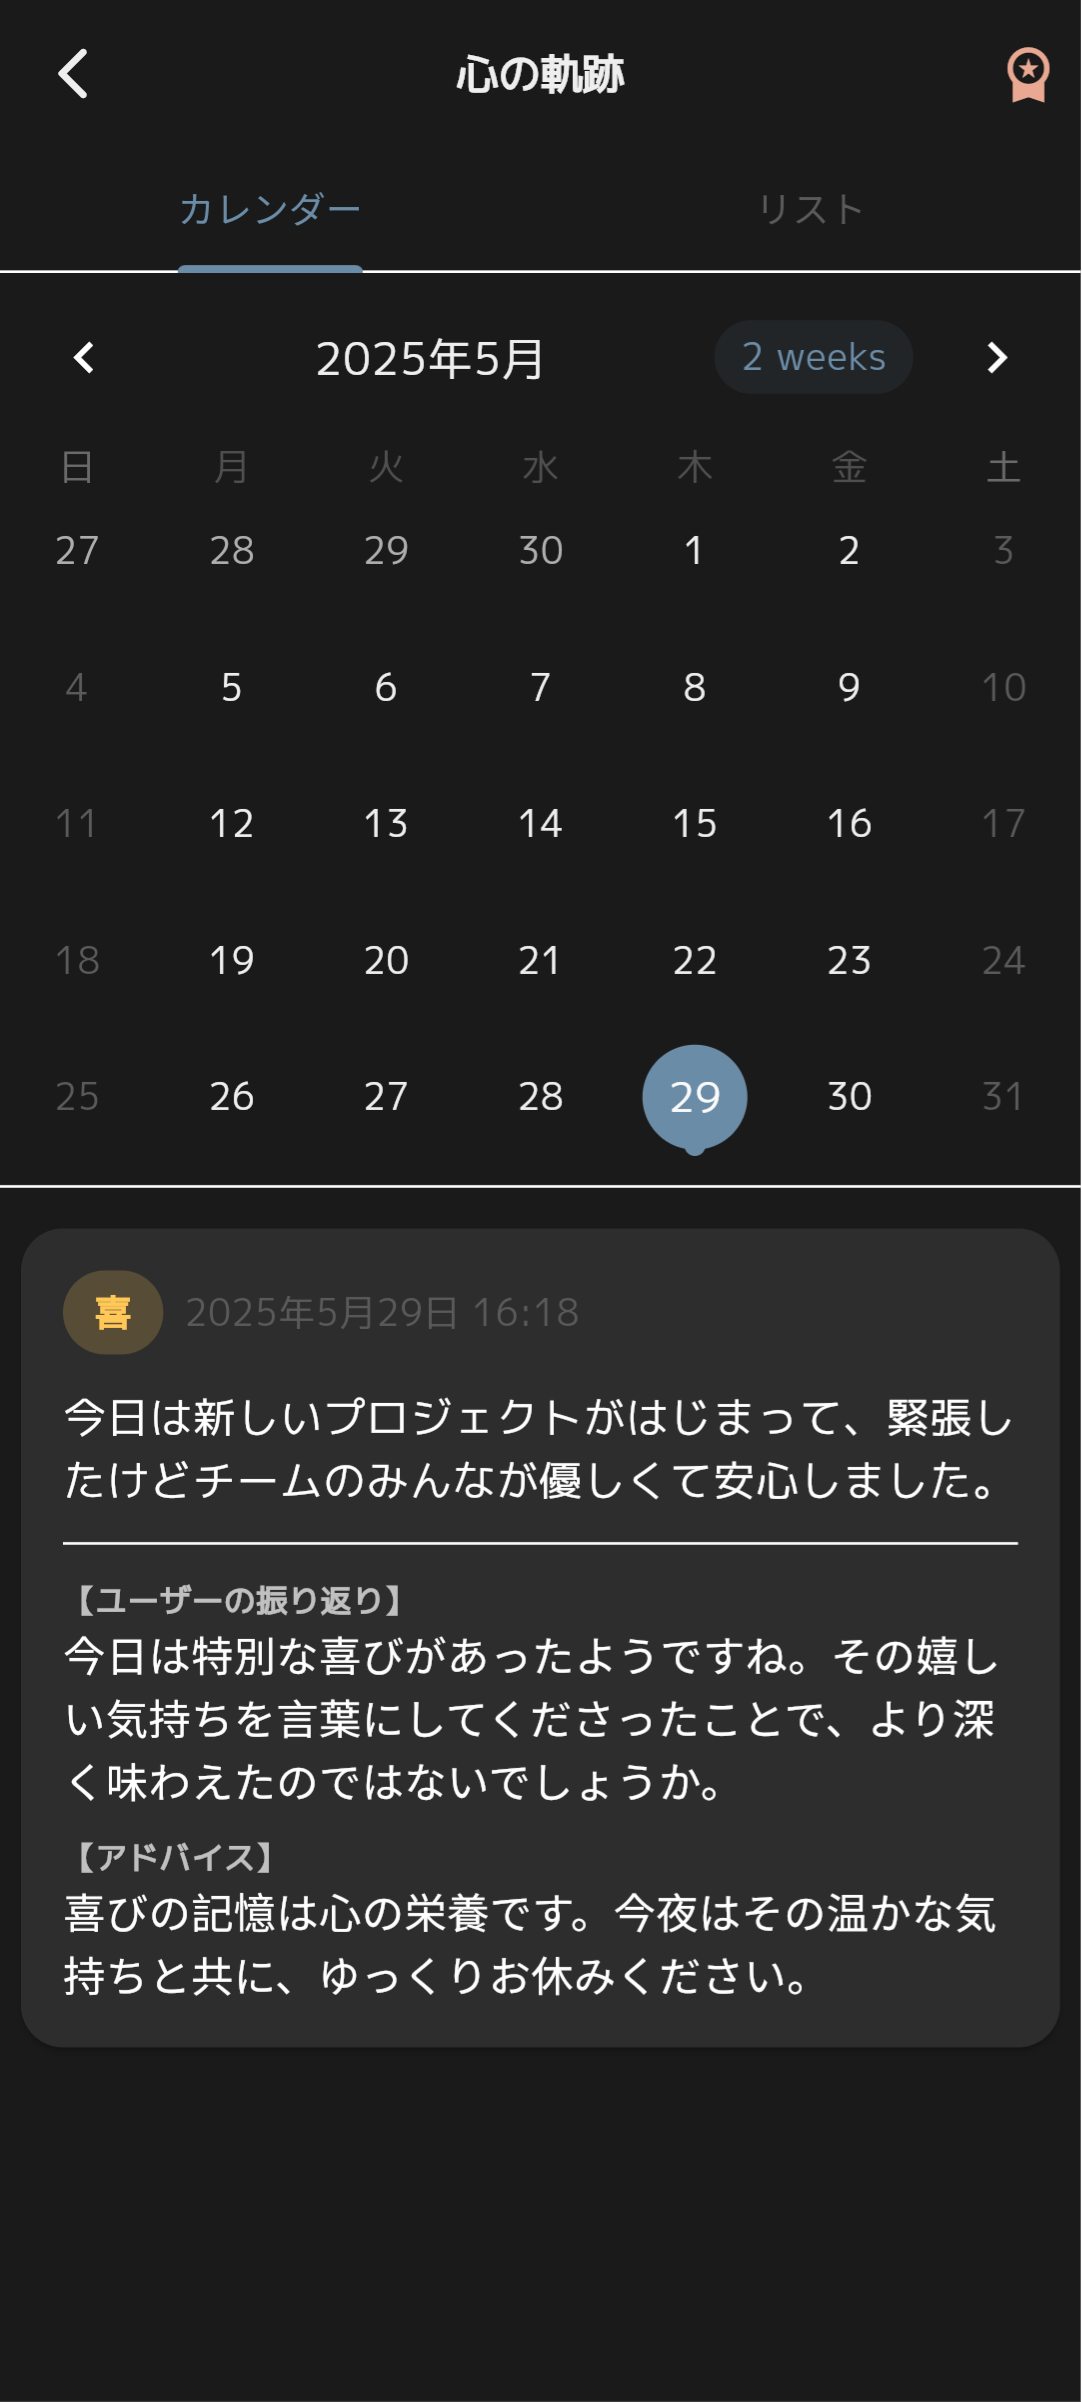 心の軌跡
カレンダー リスト
2025年5月 2 weeks
日 月 火 水 木 金 土
27 28 29 30 1 2 3
4 5 6 7 8 9 10
11 12 13 14 15 16 17
18 19 20 21 22 23 24
25 26 27 28 29 30 31
喜 2025年5月29日 16:18
今日は新しいプロジェクトがはじまって、緊張し
たけどチームのみんなが優しくて安心しました。
【ユーザーの振り返り】
今日は特別な喜びがあったようですね。その嬉し
い気持ちを言葉にしてくださったことで、より深
く味わえたのではないでしょうか。
【アドバイス】
喜びの記憶は心の栄養です。今夜はその温かな気
持ちと共に、ゆっくりお休みください。